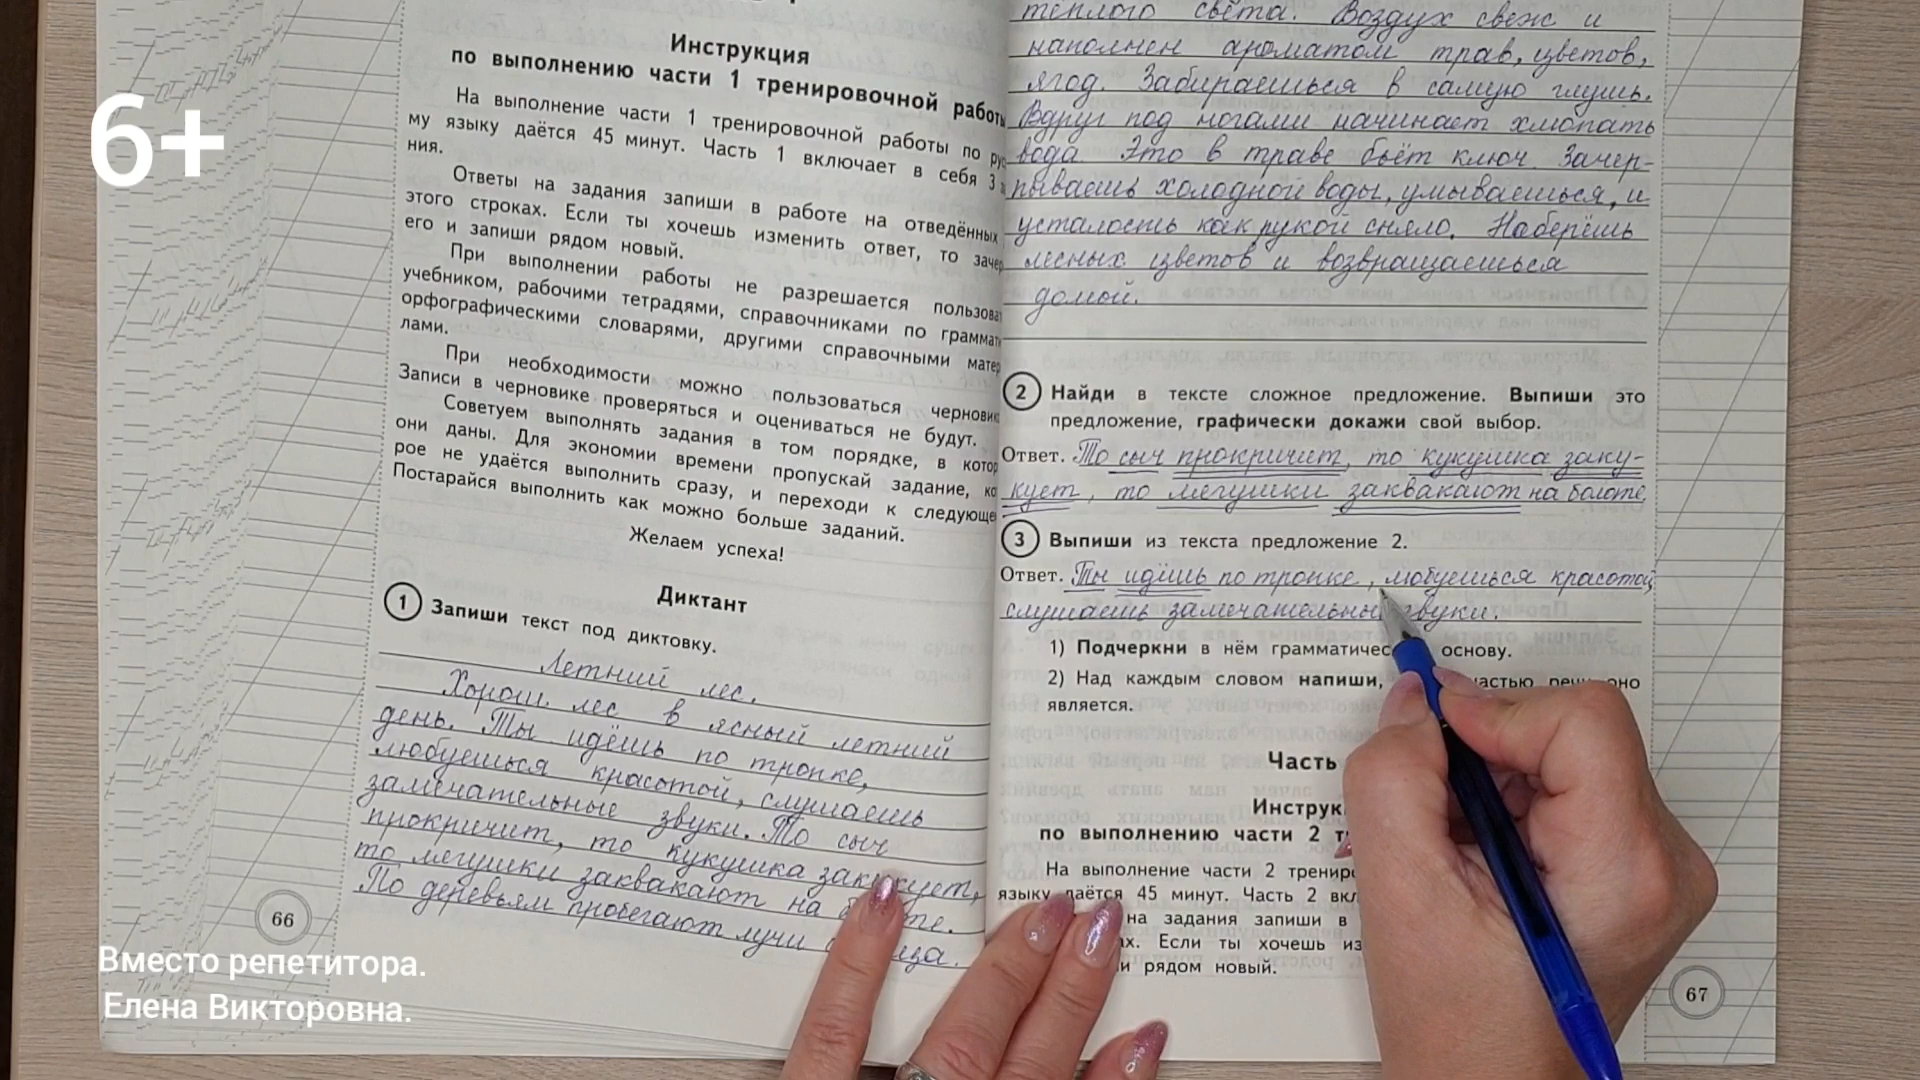 6+
Инструкция
по выполнению части 1 тренировочной работы
На выполнение части 1 тренировочной работы по рус
му языку даётся 45 минут. Часть 1 включает в себя 3 з
ния.
Ответы на задания запиши в работе на отведённых
этого строках. Если ты хочешь изменить ответ, то заче
его и запиши рядом новый.
При выполнении работы не разрешается пользова
учебником, рабочими тетрадями, справочниками по граммати
орфографическими словарями, другими справочными матер
лами.
При необходимости можно пользоваться чернови
Записи в черновике проверяться и оцениваться не будут.
Советуем выполнять задания в том порядке, в котор
они даны. Для экономии времени пропускай задание, ко
рое не удаётся выполнить сразу, и переходи к следующе
Постарайся выполнить как можно больше заданий.
Желаем успеха!
Диктант
1 Запиши текст под диктовку.
Летний лес.
Хорош лес в ясный летний
день. Ты идёшь по тропке,
любуешься красотой, слушаешь
замечательные звуки. То сыч
прокричит, то кукушка закукует,
то лягушки заквакают на
По деревьям пробегают лучи
66
Вместо репетитора.
Елена Викторовна.
тёплого света. Воздух свеж и
наполнен ароматом трав, цветов,
ягод. Забираешься в самую глушь.
Вдруг под ногами начинает хлюпать
вода. Это в траве бьёт ключ. Зачер-
пываешь холодной воды, умываешься, и
усталость как рукой сняло. Наберёшь
лесных цветов и возвращаешься
домой.
2 Найди в тексте сложное предложение. Выпиши это
предложение, графически докажи свой выбор.
Ответ. То сыч прокричит, то кукушка заку-
кует, то лягушки заквакают на болоте
3 Выпиши из текста предложение 2.
Ответ. Ты идёшь по тропке, любуешься красотой,
слушаешь замечательные звуки.
1) Подчеркни в нём грамматичес основу.
2) Над каждым словом напиши, частью речи оно
является.
Часть
Инструк
по выполнению части 2 т
На выполнение части 2 трениро
языку даётся 45 минут. Часть 2 вкл
на задания запиши в
ах. Если ты хочешь из
и рядом новый.
67